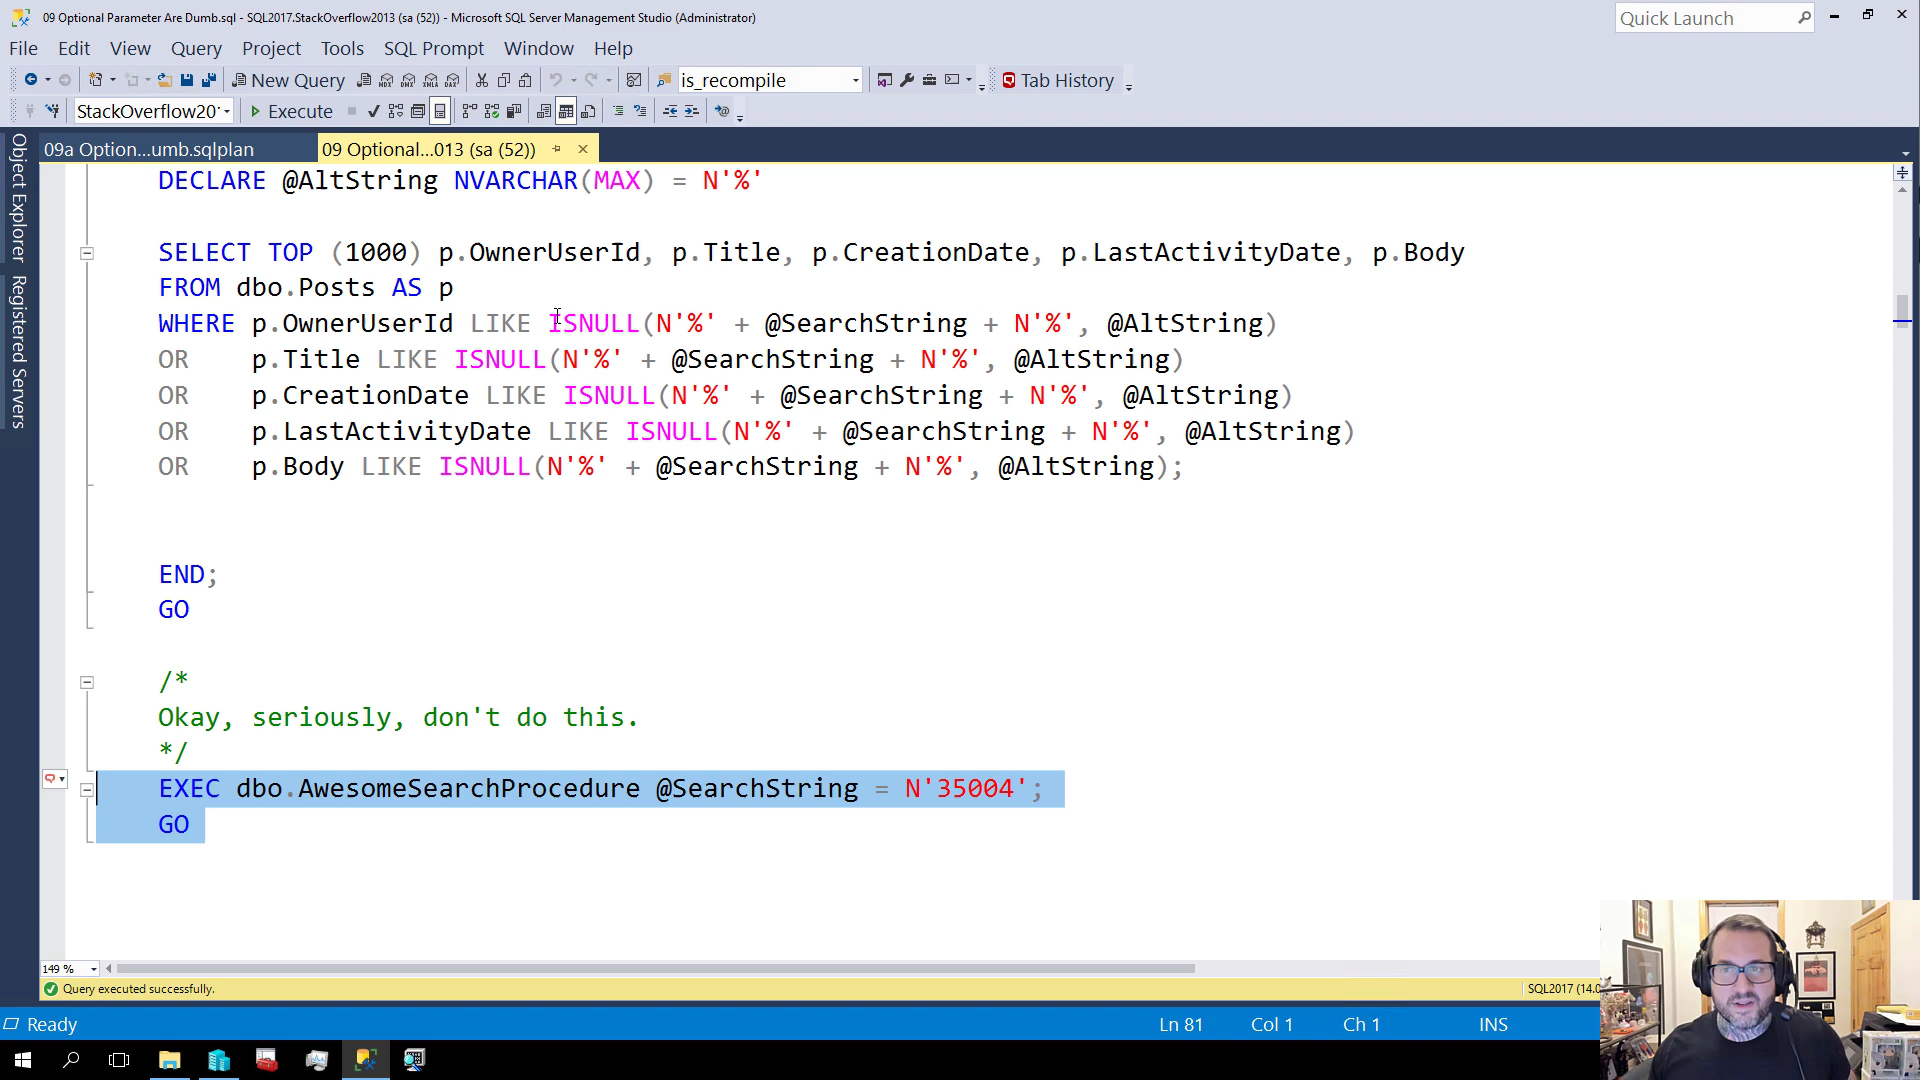 09 Optional Parameter Are Dumb.sql - SQL2017.StackOverflow2013 (sa (52)) - Microsoft SQL Server Management Studio (Administrator)
Quick Launch
File Edit View Query Project Tools SQL Prompt Window Help
New Query
is_recompile
Tab History
StackOverflow20
Execute
09a Option...umb.sqlplan
09 Optional...013 (sa (52))
Object Explorer
Registered Servers
DECLARE @AltString NVARCHAR(MAX) = N'%'
SELECT TOP (1000) p.OwnerUserId, p.Title, p.CreationDate, p.LastActivityDate, p.Body
FROM dbo.Posts AS p
WHERE p.OwnerUserId LIKE ISNULL(N'%' + @SearchString + N'%', @AltString)
OR p.Title LIKE ISNULL(N'%' + @SearchString + N'%', @AltString)
OR p.CreationDate LIKE ISNULL(N'%' + @SearchString + N'%', @AltString)
OR p.LastActivityDate LIKE ISNULL(N'%' + @SearchString + N'%', @AltString)
OR p.Body LIKE ISNULL(N'%' + @SearchString + N'%', @AltString);
END;
GO
/*
Okay, seriously, don't do this.
*/
EXEC dbo.AwesomeSearchProcedure @SearchString = N'35004';
GO
149 %
Query executed successfully.
SQL2017 (14.0
Ready
Ln 81
Col 1
Ch 1
INS